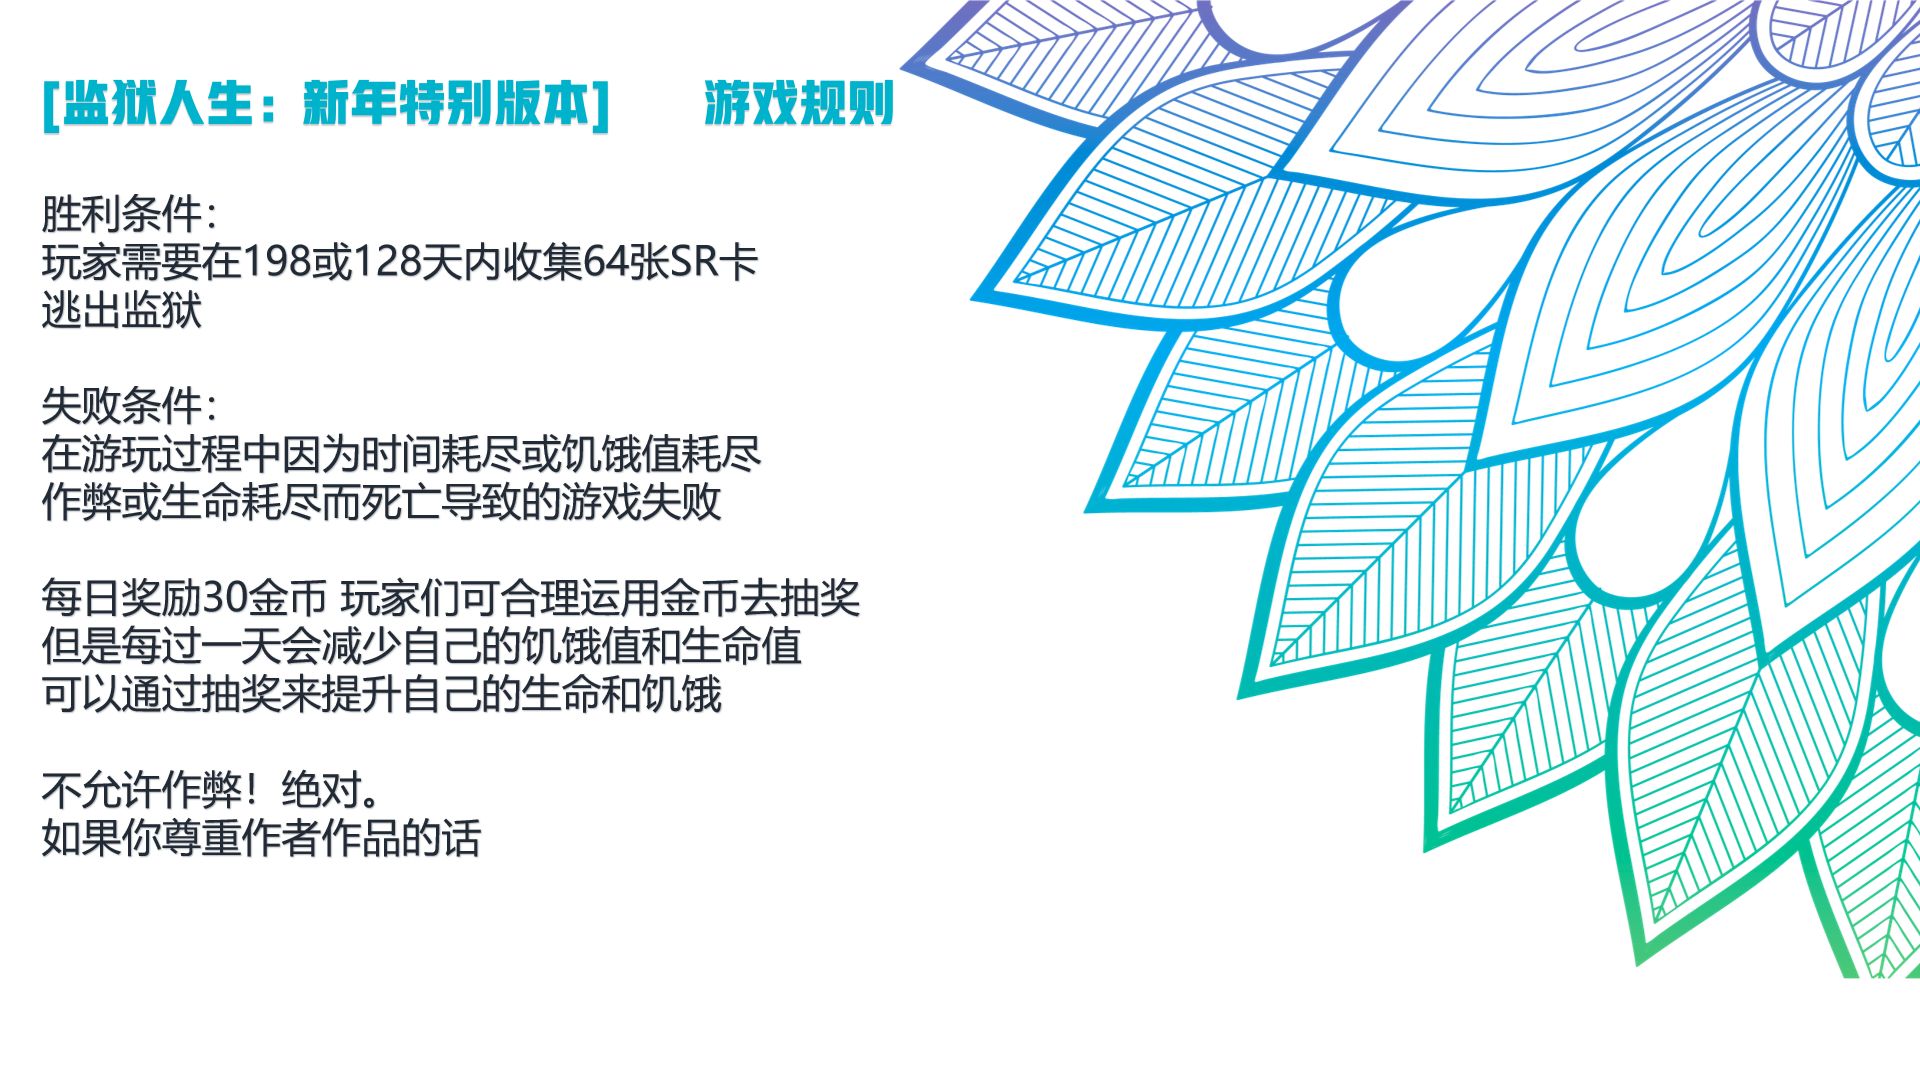 [监狱人生：新年特别版本] 游戏规则
胜利条件：
玩家需要在198或128天内收集64张SR卡
逃出监狱
失败条件：
在游玩过程中因为时间耗尽或饥饿值耗尽
作弊或生命耗尽而死亡导致的游戏失败
每日奖励30金币 玩家们可合理运用金币去抽奖
但是每过一天会减少自己的饥饿值和生命值
可以通过抽奖来提升自己的生命和饥饿
不允许作弊！绝对。
如果你尊重作者作品的话